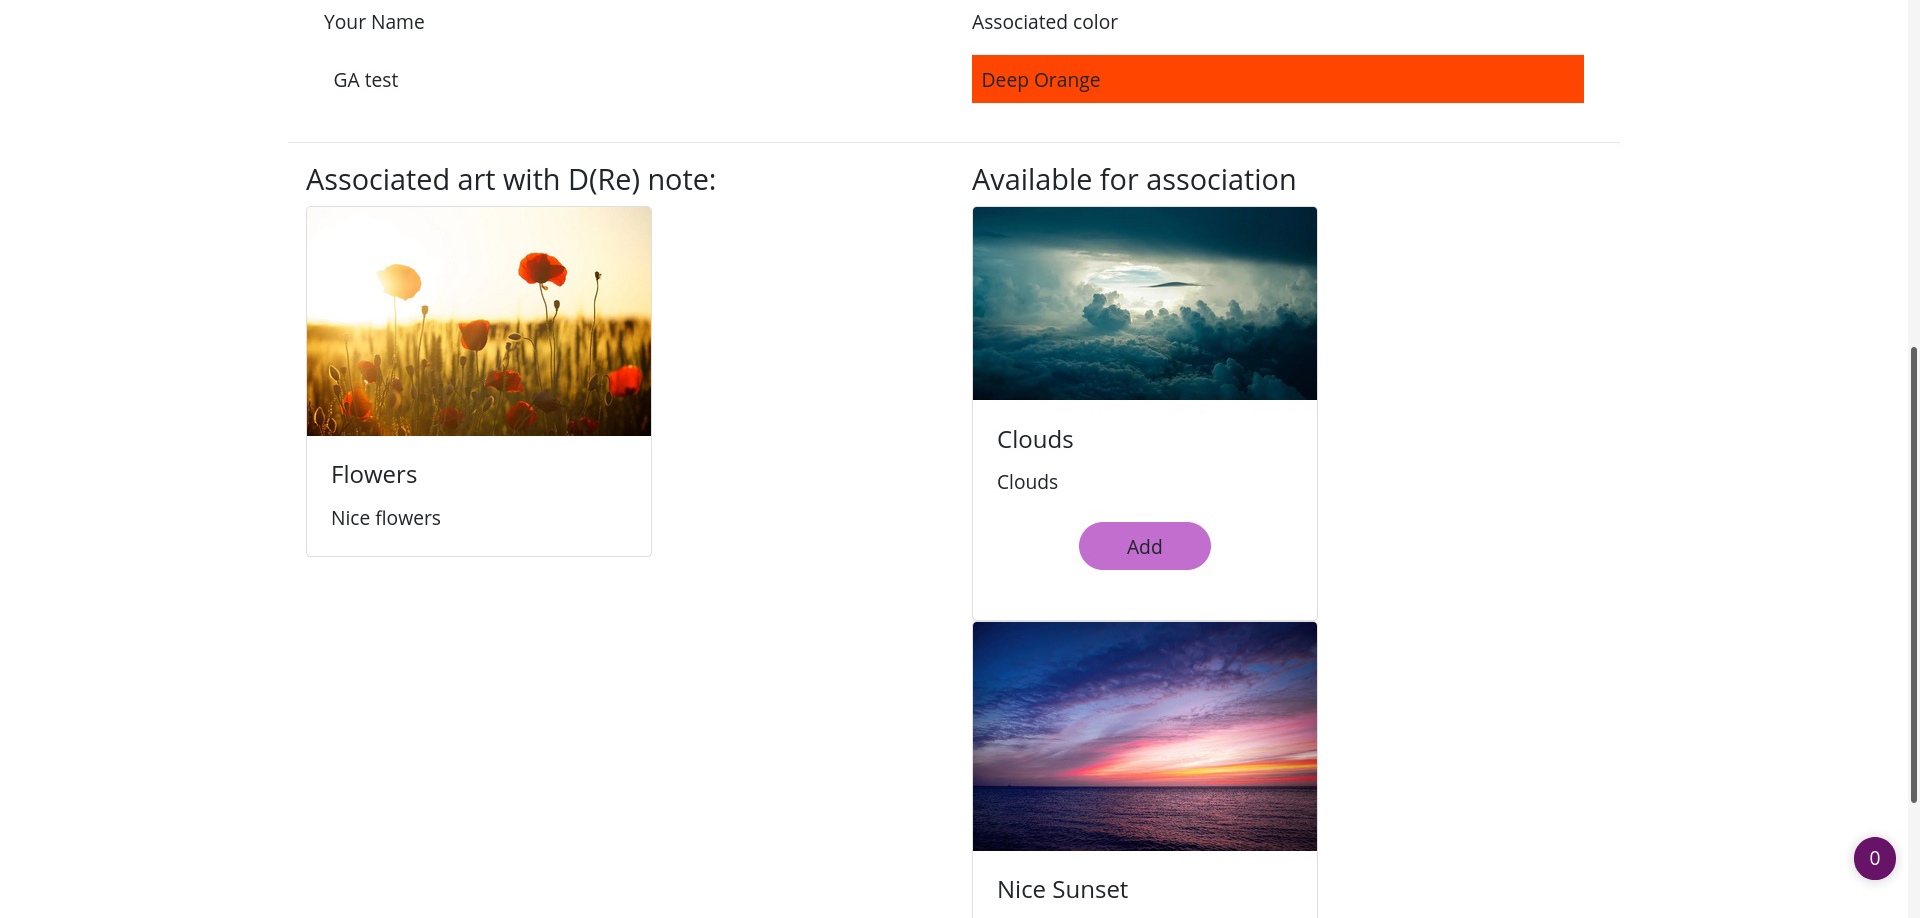 Your Name
Associated color
GA test
Deep Orange
Associated art with D(Re) note:
Available for association
Flowers
Nice flowers
Clouds
Clouds
Add
Nice Sunset
0